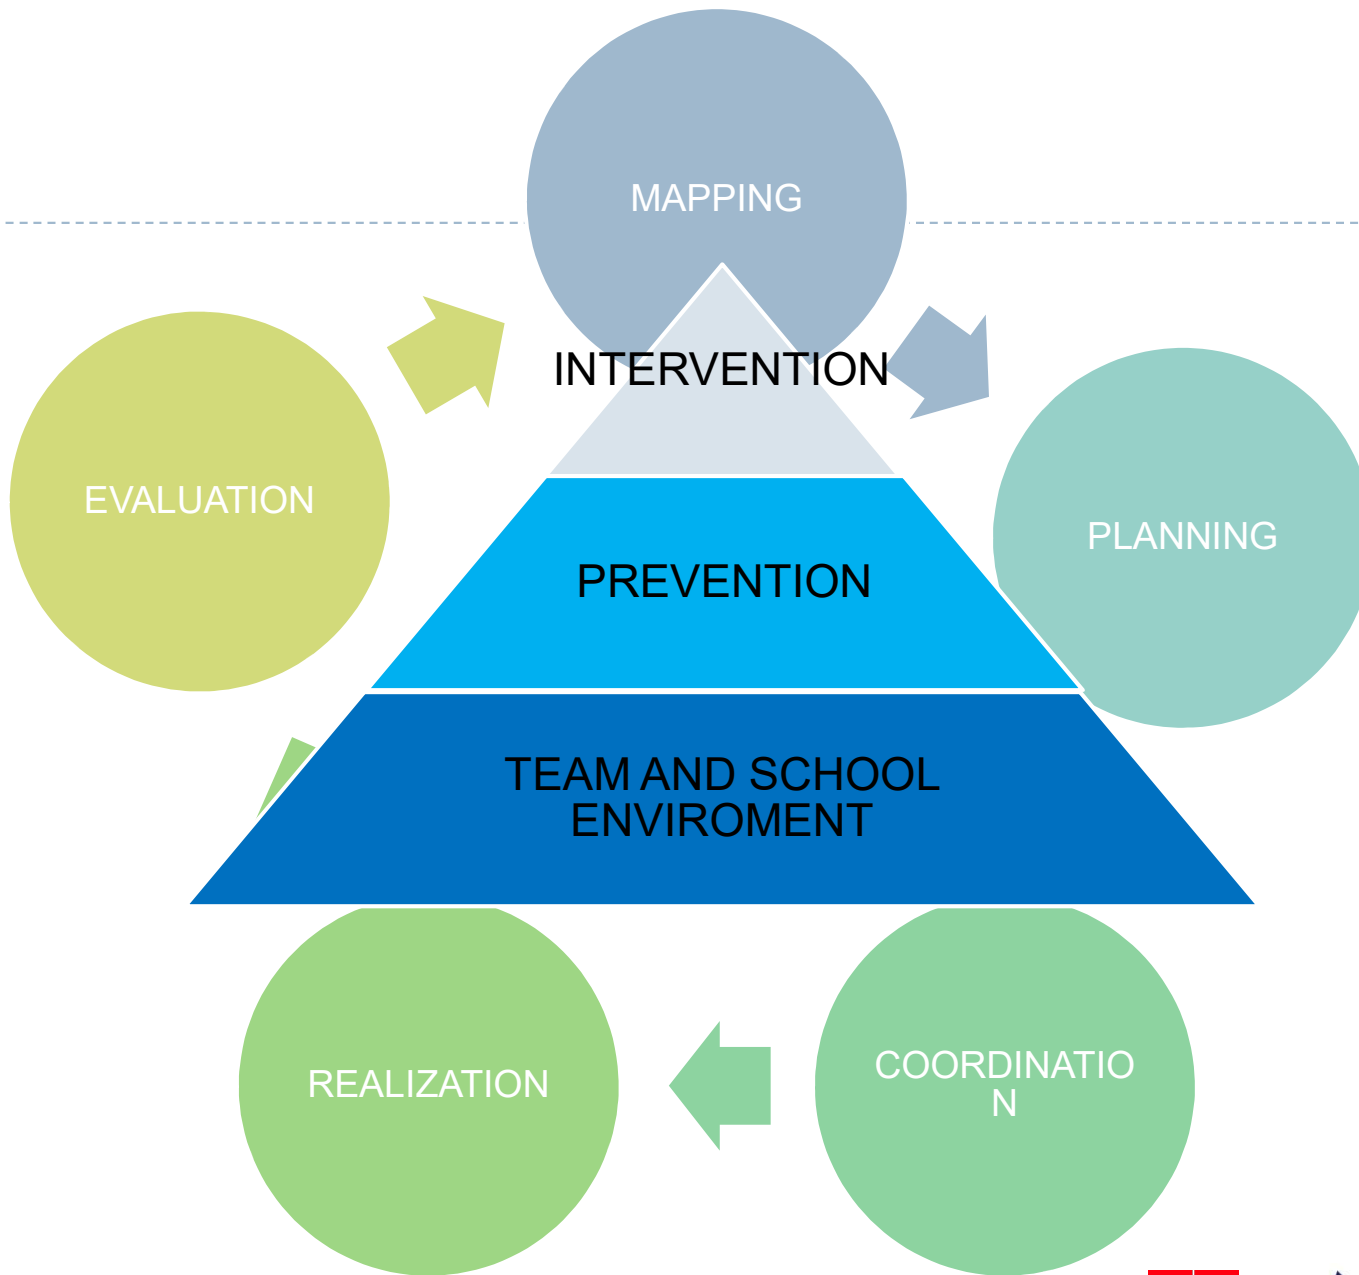 MAPPING
INTERVENTION
EVALUATION
PLANNING
PREVENTION
TEAM AND SCHOOL
ENVIROMENT
REALIZATION
COORDINATIO
N